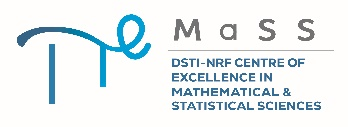 MaSS
DSTI-NRF CENTRE OF
EXCELLENCE IN
MATHEMATICAL &
STATISTICAL SCIENCES